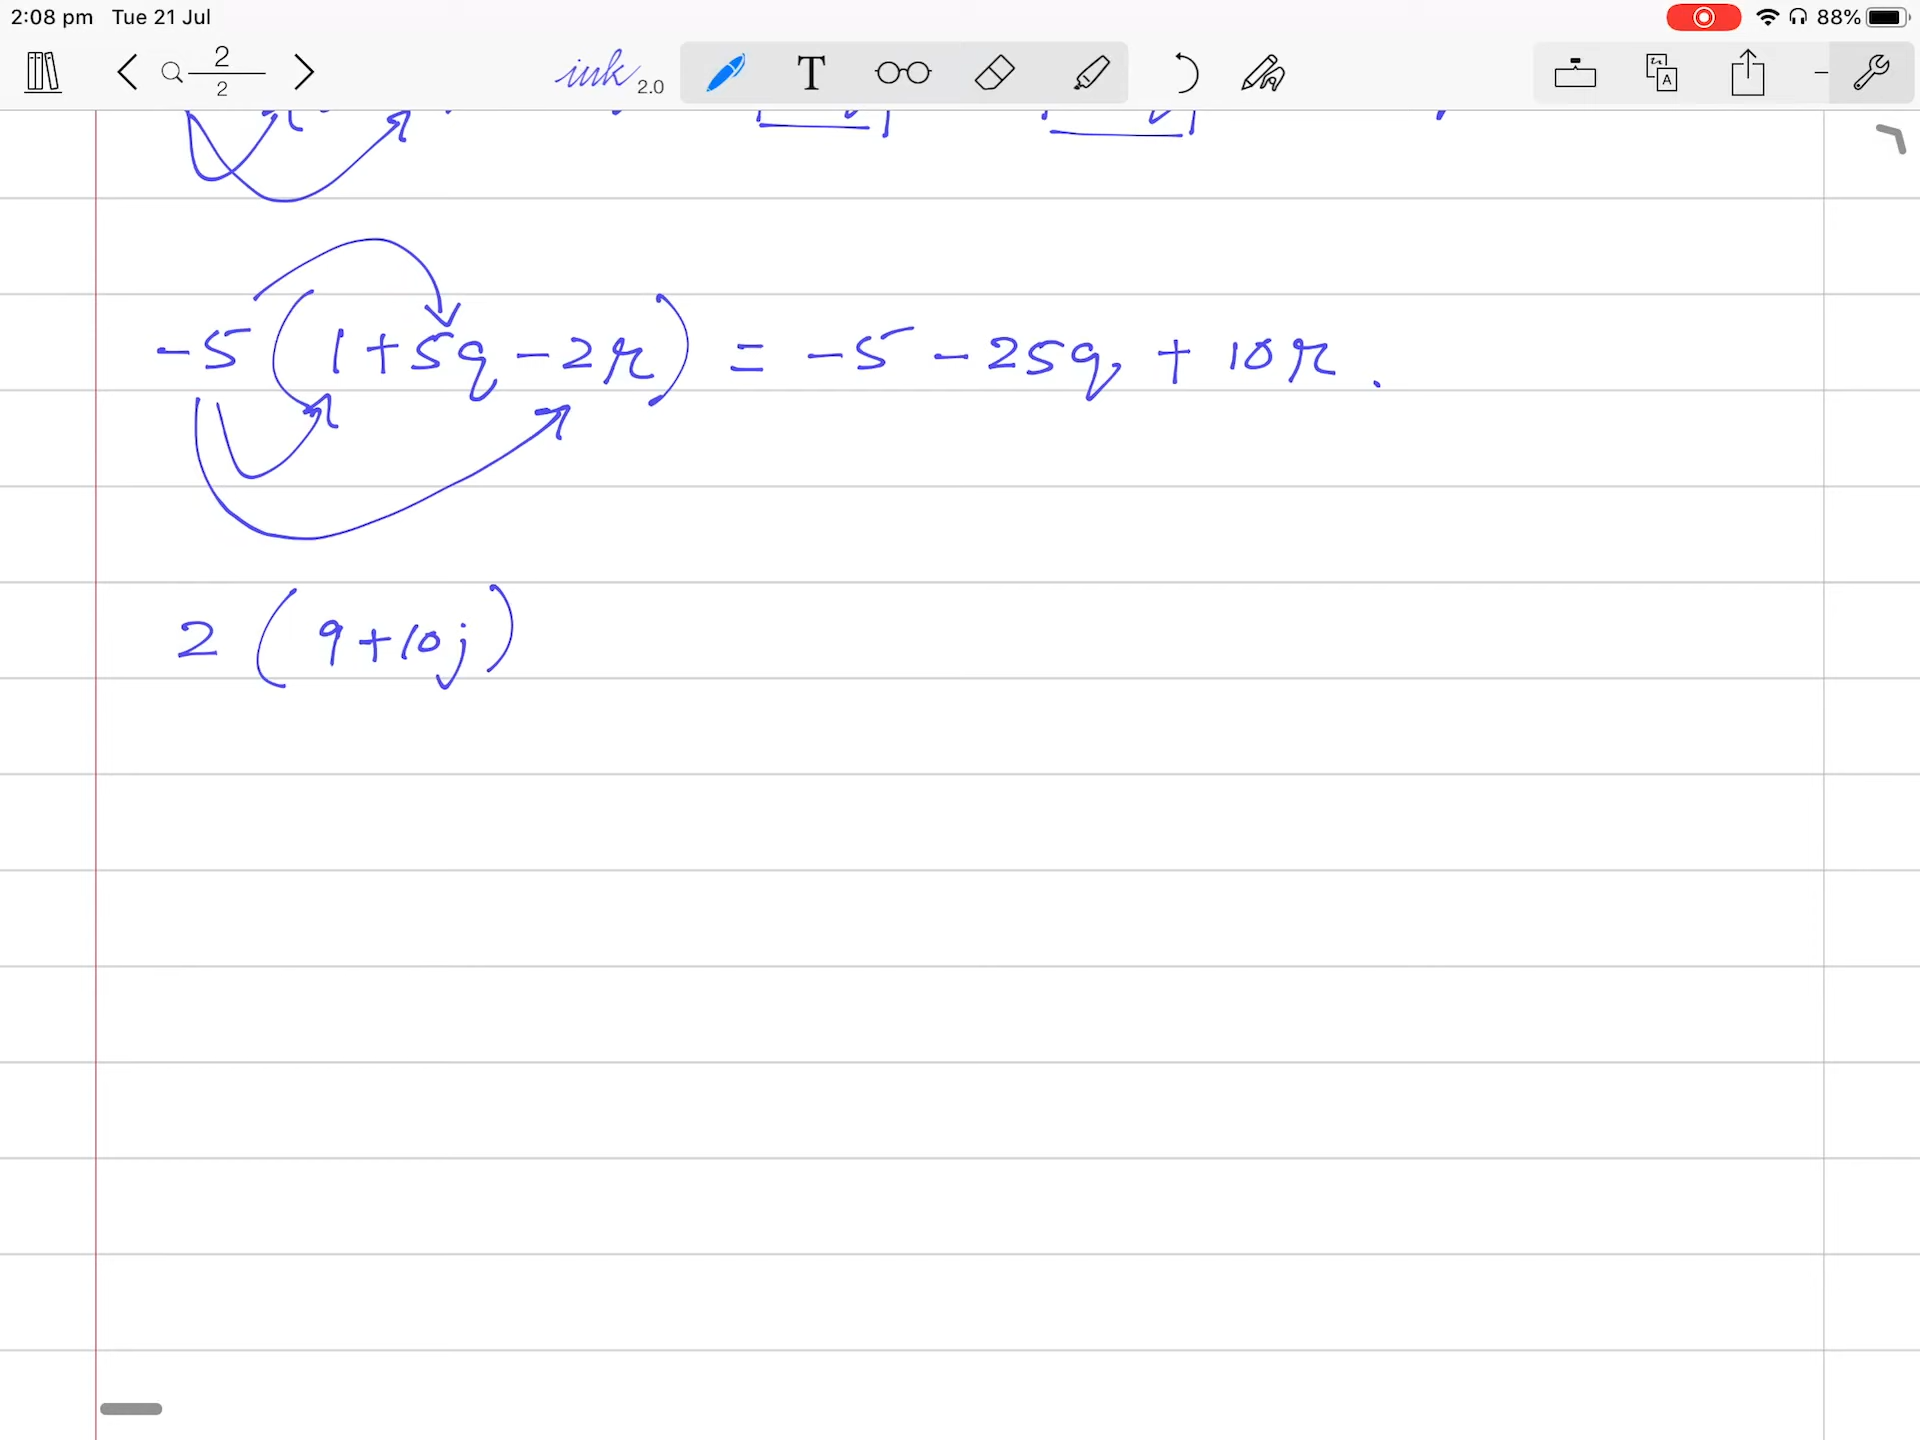 2:08 pm Tue 21 Jul 88%
2
2
ink 2.0 T A
-5(1+5q-2r) = -5-25q+10r.
2(9+10j)